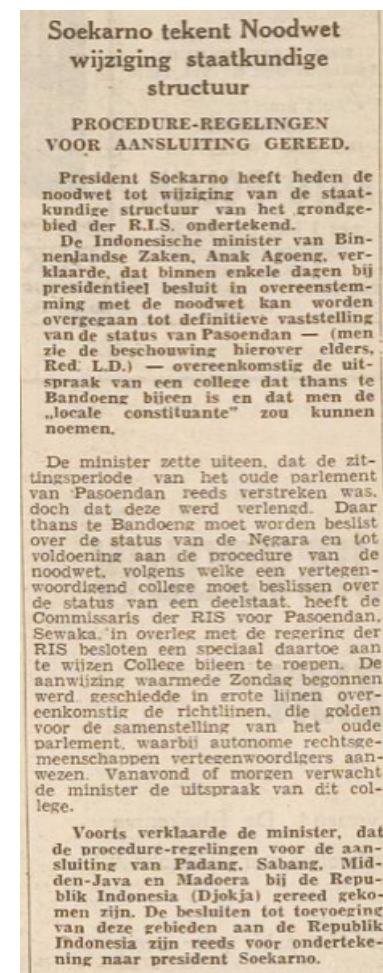 Soekarno tekent Noodwet
wijziging staatkundige
structuur
PROCEDURE-REGELINGEN
VOOR AANSLUITING GEREED.
President Soekarno heeft heden de
noodwet tot wijziging van de staat-
kundige structuur van het grondge-
bied der R.I.S. ondertekend.
De Indonesische minister van Bin-
nenlandse Zaken, Anak Agoeng, ver-
klaarde, dat binnen enkele dagen bij
presidentieel besluit in overeenstem-
ming met de noodwet kan worden
overgegaan tot definitieve vaststelling
van de status van Pasoendan — (men
zie de beschouwing hierover elders,
Red. L.D.) — overeenkomstig de uit-
spraak van een college dat thans te
Bandoeng bijeen is en dat men de
„locale constituante” zou kunnen
noemen.
De minister zette uiteen, dat de zit-
tingsperiode van het oude parlement
van Pasoendan reeds verstreken was,
doch dat deze werd verlengd. Daar
thans te Bandoeng moet worden beslist
over de status van de Negara en tot
voldoening aan de procedure van de
noodwet, volgens welke een vertegen-
woordigend college moet beslissen over
de status van een deelstaat, heeft de
Commissaris der RIS voor Pasoendan,
Sewaka, in overleg met de regering der
RIS besloten een speciaal daartoe aan
te wijzen College bijeen te roepen. De
aanwijzing waarmede Zondag begonnen
werd geschiedde in grote lijnen over-
eenkomstig de richtlijnen, die golden
voor de samenstelling van het oude
parlement, waarbij autonome rechtsge-
meenschappen vertegenwoordigers aan-
wezen. Vanavond of morgen verwacht
de minister de uitspraak van dit col-
lege.
Voorts verklaarde de minister, dat
de procedure-regelingen voor de aan-
sluiting van Padang, Sabang, Mid-
den-Java en Madoera bij de Repu-
blik Indonesia (Djokja) gereed geko-
men zijn. De besluiten tot toevoeging
van deze gebieden aan de Republik
Indonesia zijn reeds voor onderteke-
ning naar president Soekarno.